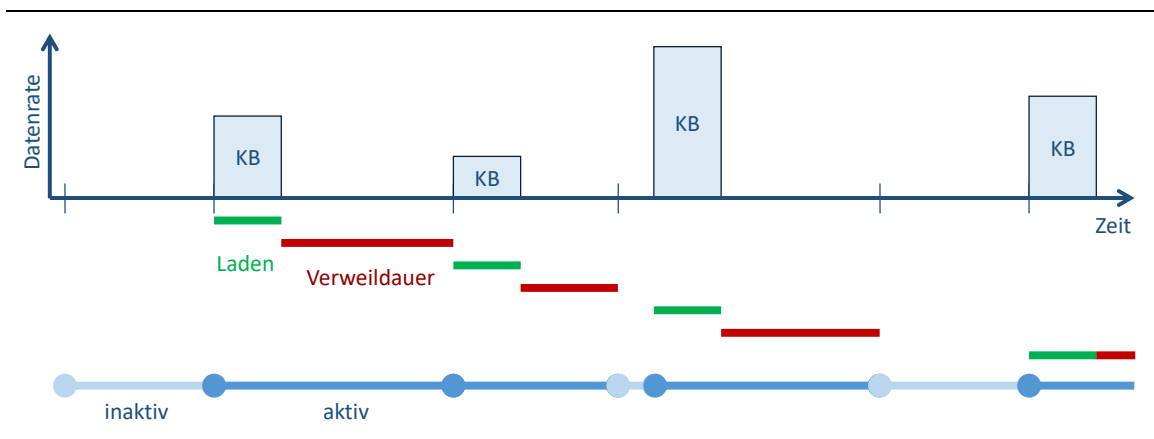 Datenrate
KB
KB
KB
KB
Zeit
Laden
Verweildauer
inaktiv
aktiv